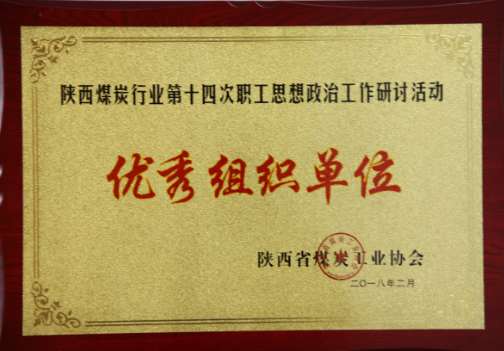 陕西煤炭行业第十四次职工思想政治工作研讨活动
优秀组织单位
陕西省煤炭工业协会
二〇一八年二月